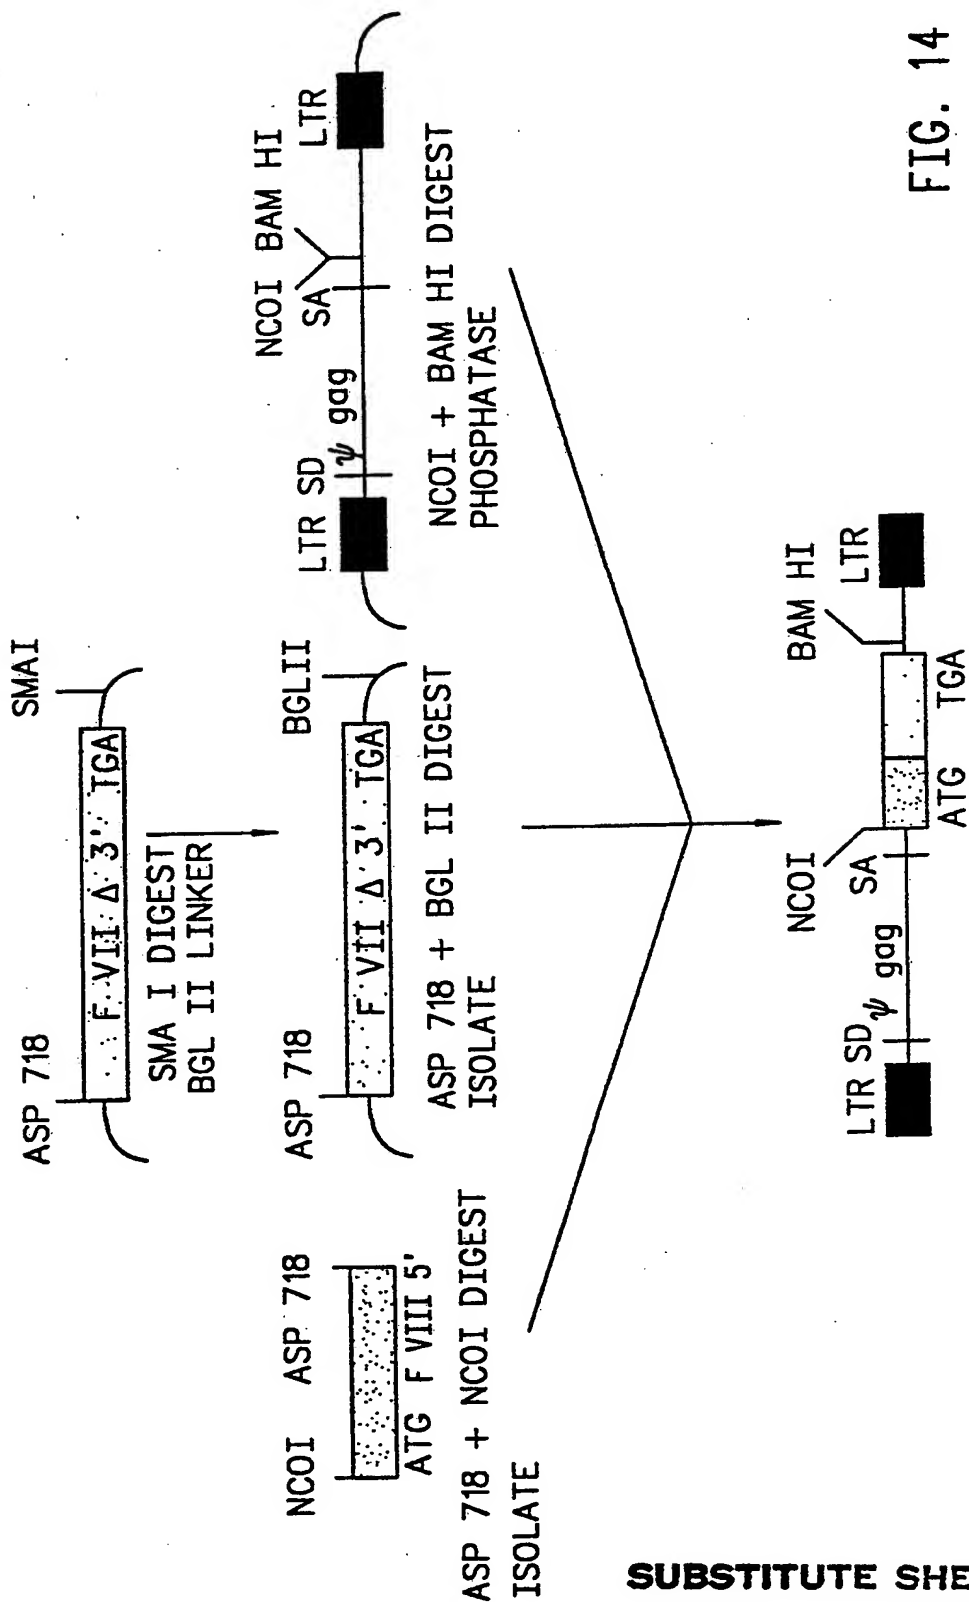 ASP 718
SMAI
F VII Δ 3' TGA
SMA I DIGEST
BGL II LINKER
NCOI ASP 718
ATG F VIII 5'
ASP 718 + NCOI DIGEST
ISOLATE
ASP 718
BGLII
F VII Δ 3' TGA
ASP 718 + BGL II DIGEST
ISOLATE
NCOI BAM HI
LTR SD ψ gag SA LTR
NCOI + BAM HI DIGEST
PHOSPHATASE
NCOI BAM HI
LTR SD ψ gag SA LTR
ATG TGA
FIG. 14
SUBSTITUTE SHE